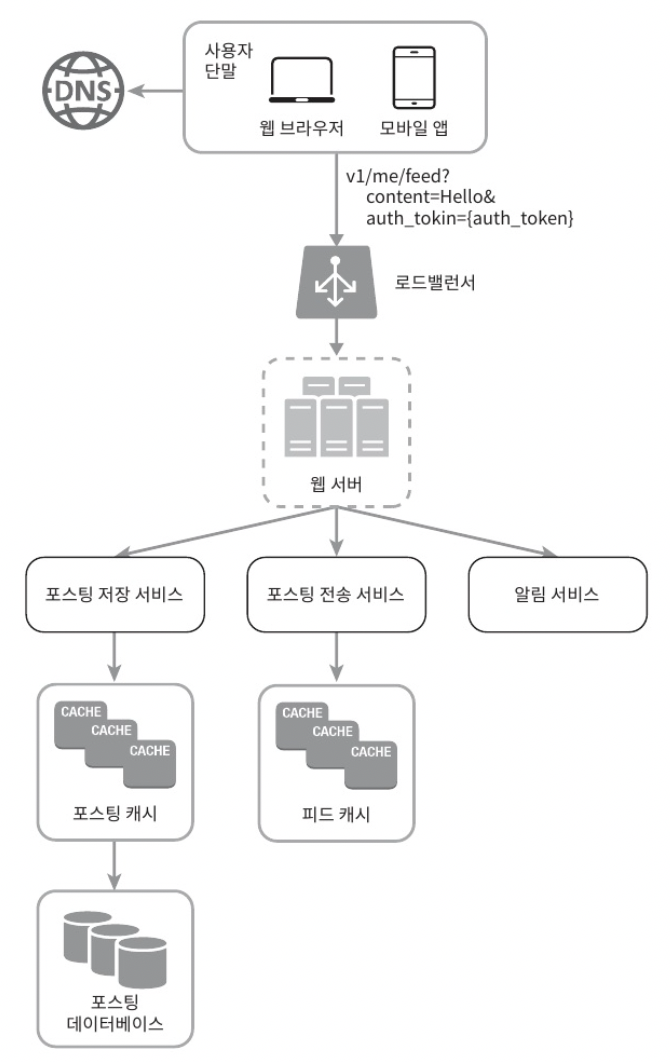 사용자
단말
DNS
웹 브라우저
모바일 앱
v1/me/feed?
content=Hello&
auth_tokin={auth_token}
로드밸런서
웹 서버
포스팅 저장 서비스
포스팅 전송 서비스
알림 서비스
CACHE
CACHE
CACHE
포스팅 캐시
CACHE
CACHE
CACHE
피드 캐시
포스팅
데이터베이스